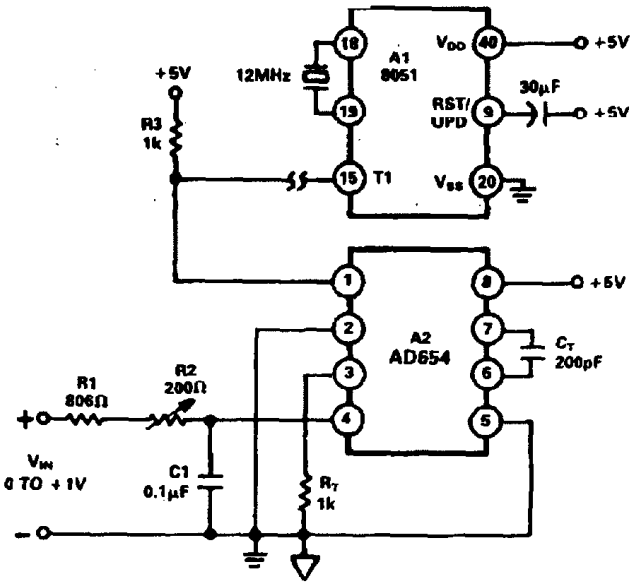 18
A1
8051
VDD
40
+5V
12MHz
19
RST/
UPD
9
30μF
+5V
+5V
R3
1k
15
T1
VSS
20
1
A2
AD654
8
+5V
2
7
CT
200pF
3
6
4
5
R1
806Ω
R2
200Ω
+
VIN
0 TO +1V
C1
0.1μF
RT
1k
-